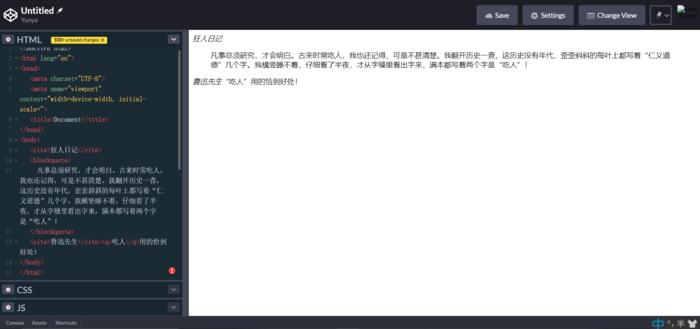 Untitled
Yunya
Save
Settings
Change View
HTML
100+ unsaved changes X
1 <!DOCTYPE html>
2 <html lang="en">
3 <head>
4 <meta charset="UTF-8">
5 <meta name="viewport"
content="width=device-width, initial-
scale=">
6 <title>Document</title>
7 </head>
8 <body>
9 <cite>狂人日记</cite>
10 <blockquote>
11 凡事总须研究，才会明白。古来时常吃人，
我也还记得，可是不甚清楚。我翻开历史一查，
这历史没有年代，歪歪斜斜的每叶上都写着“仁
义道德”几个字。我横竖睡不着，仔细看了半
夜，才从字缝里看出字来，满本都写着两个字
是“吃人”！
12 </blockquote>
13 <cite>鲁迅先生</cite><q>吃人</q>用的恰到
好处！
14 </body>
15 </html>
CSS
JS
狂人日记
凡事总须研究，才会明白。古来时常吃人，我也还记得，可是不甚清楚。我翻开历史一查，这历史没有年代，歪歪斜斜的每叶上都写着“仁义道
德”几个字。我横竖睡不着，仔细看了半夜，才从字缝里看出字来，满本都写着两个字是“吃人”！
鲁迅先生“吃人”用的恰到好处！
Console Assets Shortcuts
中 °, 半